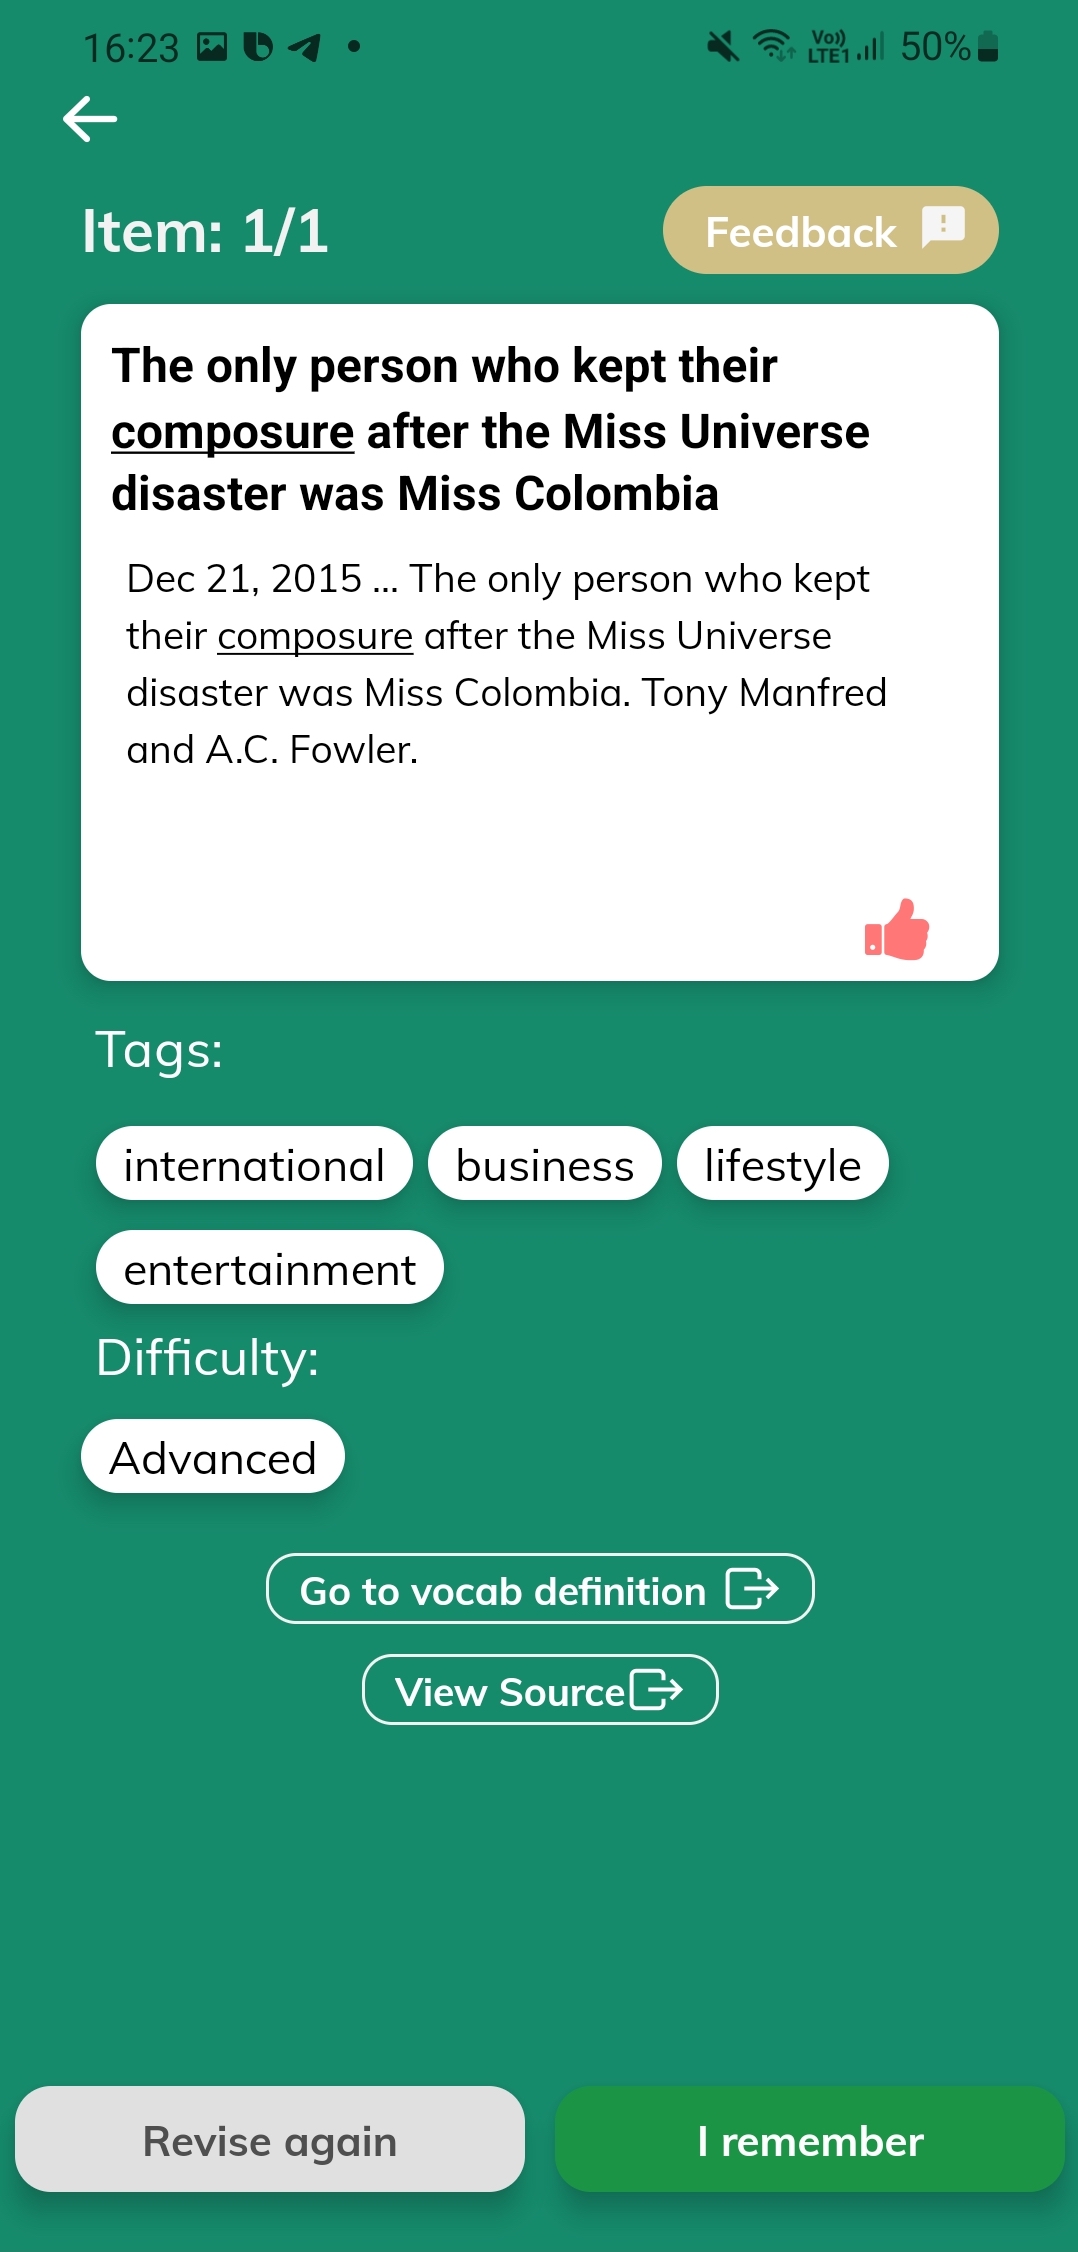 16:23
Vo))
LTE1
50%
Item: 1/1
Feedback
The only person who kept their
composure after the Miss Universe
disaster was Miss Colombia
Dec 21, 2015 ... The only person who kept
their composure after the Miss Universe
disaster was Miss Colombia. Tony Manfred
and A.C. Fowler.
Tags:
international business lifestyle
entertainment
Difficulty:
Advanced
Go to vocab definition
View Source
Revise again
I remember